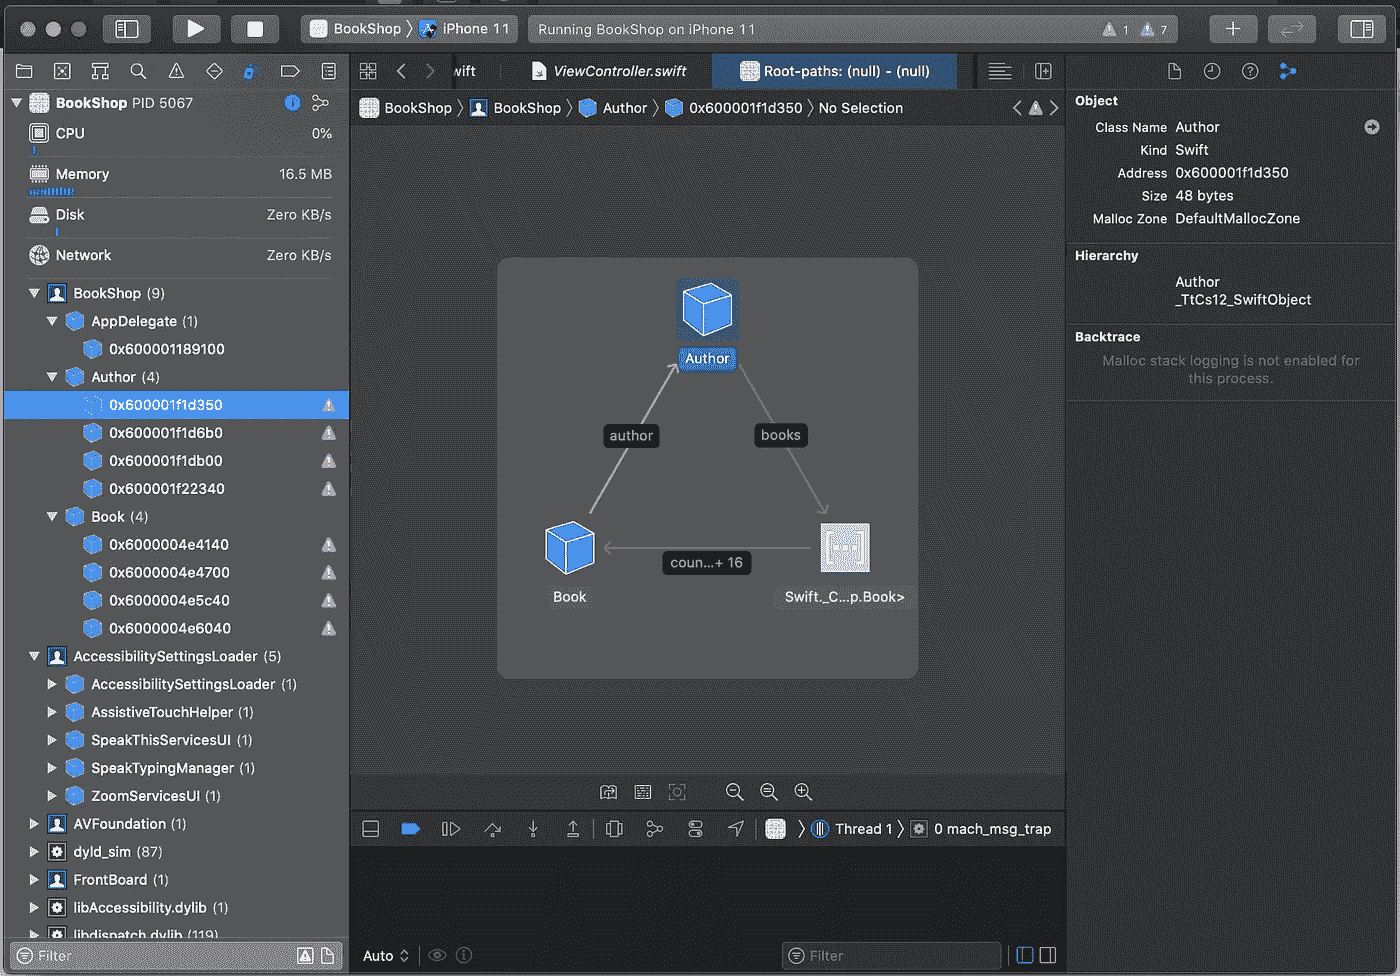 BookShop
iPhone 11
Running BookShop on iPhone 11
1
7
BookShop PID 5067
CPU
0%
Memory
16.5 MB
Disk
Zero KB/s
Network
Zero KB/s
BookShop (9)
AppDelegate (1)
0x600001189100
Author (4)
0x600001f1d350
0x600001f1d6b0
0x600001f1db00
0x600001f22340
Book (4)
0x6000004e4140
0x6000004e4700
0x6000004e5c40
0x6000004e6040
AccessibilitySettingsLoader (5)
AccessibilitySettingsLoader (1)
AssistiveTouchHelper (1)
SpeakThisServicesUI (1)
SpeakTypingManager (1)
ZoomServicesUI (1)
AVFoundation (1)
dyld_sim (87)
FrontBoard (1)
libAccessibility.dylib (1)
libdispatch.dylib (119)
Filter
wift
ViewController.swift
Root-paths: (null) - (null)
BookShop
BookShop
Author
0x600001f1d350
No Selection
Author
author
books
coun...+ 16
Book
Swift._C...p.Book>
Thread 1
0 mach_msg_trap
Auto
Filter
Object
Class Name Author
Kind Swift
Address 0x600001f1d350
Size 48 bytes
Malloc Zone DefaultMallocZone
Hierarchy
Author
_TtCs12_SwiftObject
Backtrace
Malloc stack logging is not enabled for
this process.